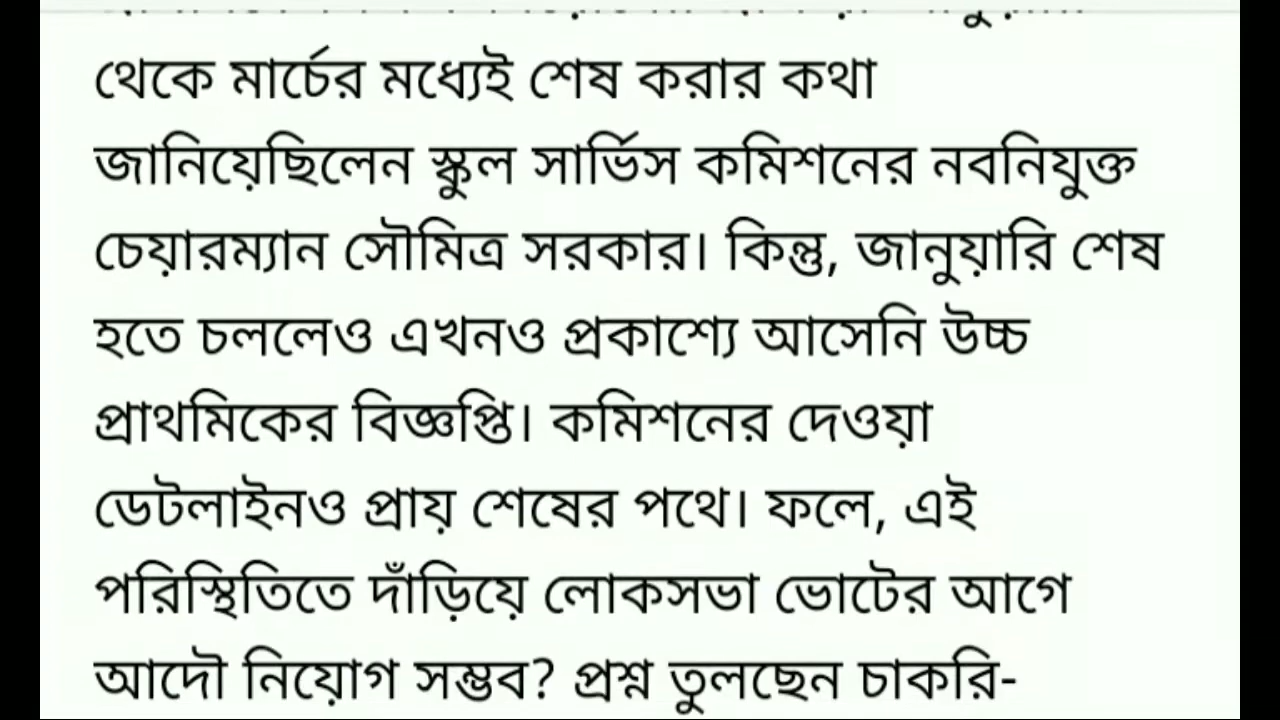 থেকে মার্চের মধ্যেই শেষ করার কথা
জানিয়েছিলেন স্কুল সার্ভিস কমিশনের নবনিযুক্ত
চেয়ারম্যান সৌমিত্র সরকার। কিন্তু, জানুয়ারি শেষ
হতে চললেও এখনও প্রকাশ্যে আসেনি উচ্চ
প্রাথমিকের বিজ্ঞপ্তি। কমিশনের দেওয়া
ডেটলাইনও প্রায় শেষের পথে। ফলে, এই
পরিস্থিতিতে দাঁড়িয়ে লোকসভা ভোটের আগে
আদৌ নিয়োগ সম্ভব? প্রশ্ন তুলছেন চাকরি-